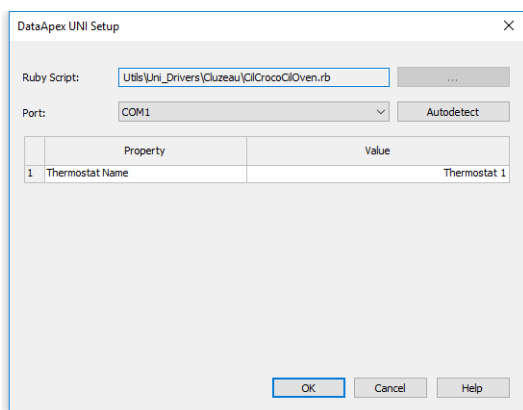 DataApex UNI Setup
Ruby Script: Utils\Uni_Drivers\Cluzeau\CilCrocoCilOven.rb ...
Port: COM1 Autodetect
Property Value
1 Thermostat Name Thermostat 1
OK Cancel Help